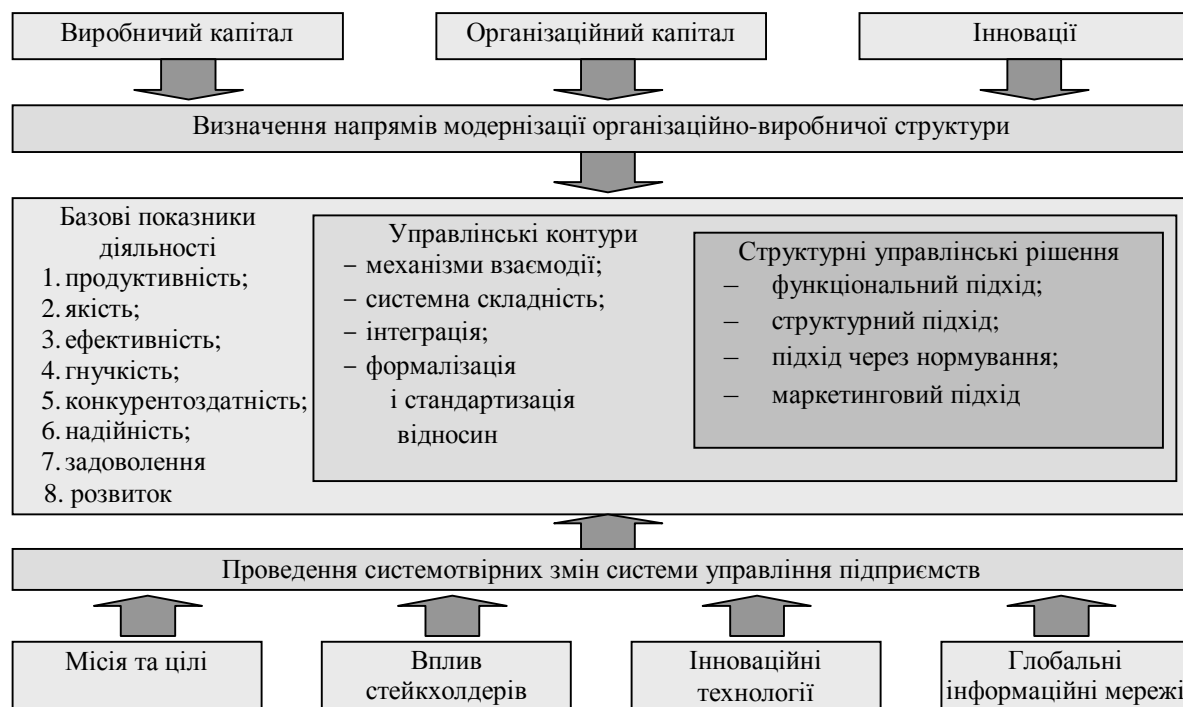 Виробничий капітал
Організаційний капітал
Інновації
Визначення напрямів модернізації організаційно-виробничої структури
Базові показники
діяльності
1. продуктивність;
2. якість;
3. ефективність;
4. гнучкість;
5. конкурентоздатність;
6. надійність;
7. задоволення
8. розвиток
Управлінські контури
– механізми взаємодії;
– системна складність;
– інтеграція;
– формалізація
і стандартизація
відносин
Структурні управлінські рішення
– функціональний підхід;
– структурний підхід;
– підхід через нормування;
– маркетинговий підхід
Проведення системотвірних змін системи управління підприємств
Місія та цілі
Вплив
стейкхолдерів
Інноваційні
технології
Глобальні
інформаційні мережі